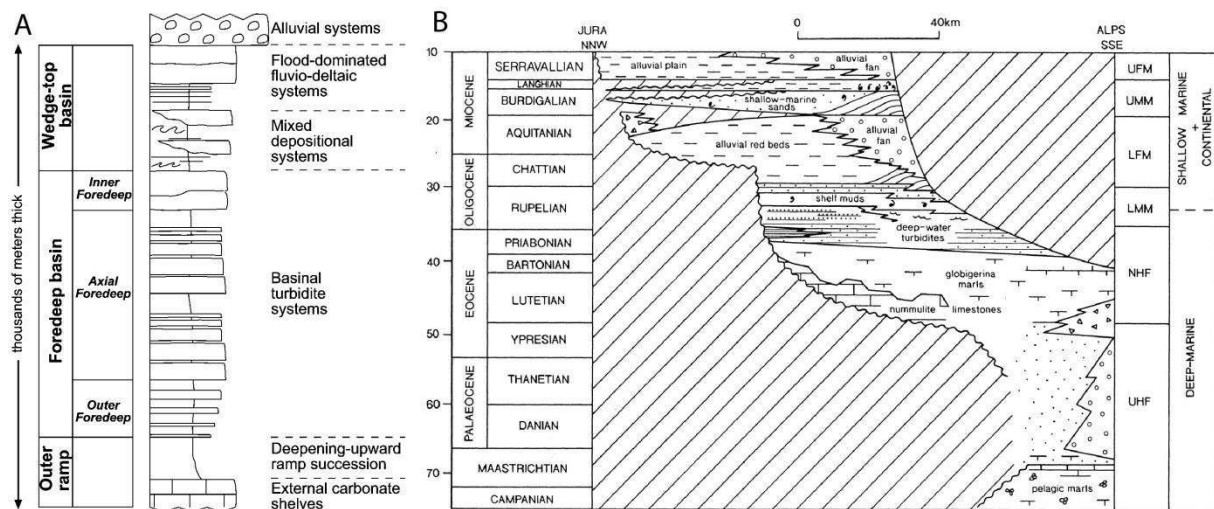 A
thousands of meters thick
Wedge-top
basin
Foredeep basin
Outer
ramp
Inner
Foredeep
Axial
Foredeep
Outer
Foredeep
Alluvial systems
Flood-dominated
fluvio-deltaic
systems
Mixed
depositional
systems
Basinal
turbidite
systems
Deepening-upward
ramp succession
External carbonate
shelves
B
JURA
NNW
0
40km
ALPS
SSE
10
20
30
40
50
60
70
MIOCENE
OLIGOCENE
EOCENE
PALAEOCENE
SERRAVALLIAN
LANGHIAN
BURDIGALIAN
AQUITANIAN
CHATTIAN
RUPELIAN
PRIABONIAN
BARTONIAN
LUTETIAN
YPRESIAN
THANETIAN
DANIAN
MAASTRICHTIAN
CAMPANIAN
alluvial plain
alluvial
fan
shallow-marine
sands
alluvial red beds
alluvial
fan
shelf muds
deep-water
turbidites
globigerina
marls
nummulite limestones
pelagic marls
UFM
UMM
LFM
LMM
NHF
UHF
SHALLOW MARINE
+
CONTINENTAL
DEEP-MARINE